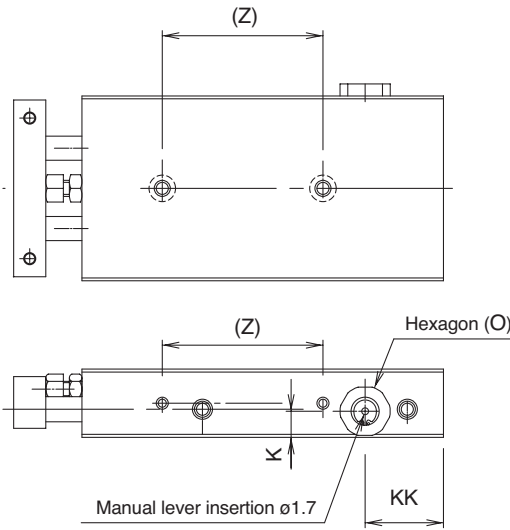 (Z)
(Z)
Hexagon (O)
K
KK
Manual lever insertion ø1.7